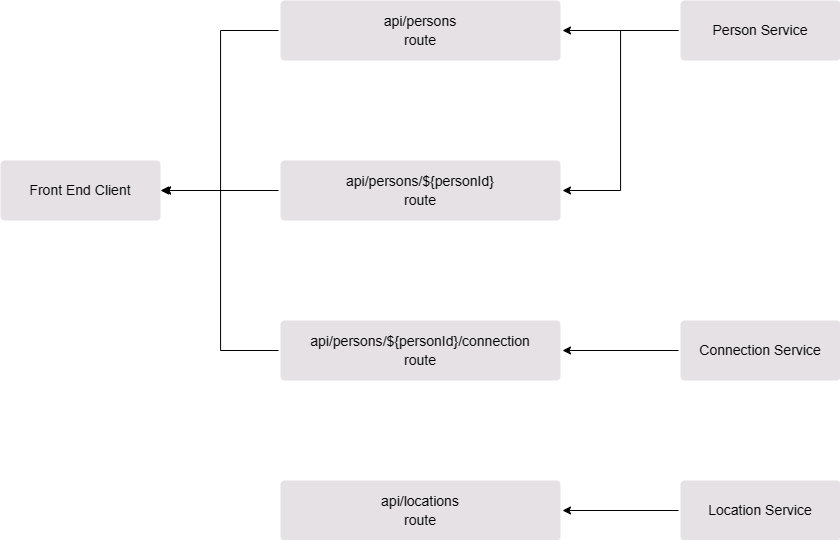 api/persons
route
Person Service
Front End Client
api/persons/${personId}
route
api/persons/${personId}/connection
route
Connection Service
api/locations
route
Location Service